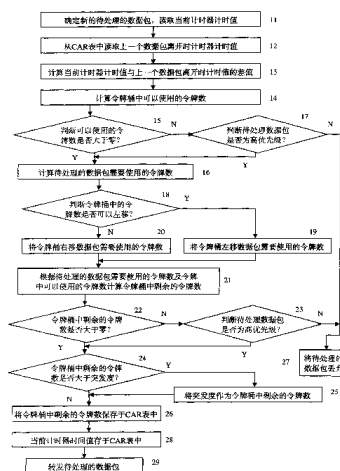 确定新的待处理的数据包，读取当前计时器计时值
11
从CAR表中读取上一个数据包离开时计时器计时值
12
计算当前计时器计时值与上一个数据包离开时计时值的差值
13
计算令牌桶中可以使用的令牌数
14
15
判断可以使用的令
牌数是否大于零?
N
17
判断待处理数据包
是否为高优先级?
N
Y
Y
计算待处理的数据包需要使用的令牌数
16
18
判断令牌桶中的令
牌数是否可以左移?
N
Y
20
将令牌桶右移数据包需要使用的令牌数
19
将令牌桶左移数据包需要使用的令牌数
根据待处理的数据包需要使用的令牌数及令牌
中可以使用的令牌数计算令牌桶中剩余的令牌数
21
22
令牌桶中剩余的令牌
数是否大于零?
N
23
判断待处理数据包
是否为高优先级?
N
Y
Y
24
令牌桶中剩余的令牌
数是否大于突发度?
Y
N
27
将待处理的
数据包丢弃
将突发度作为令牌桶中剩余的令牌数
25
将令牌桶中剩余的令牌数保存于CAR表中
26
当前计时器时间值存于CAR表中
28
转发待处理的数据包
29